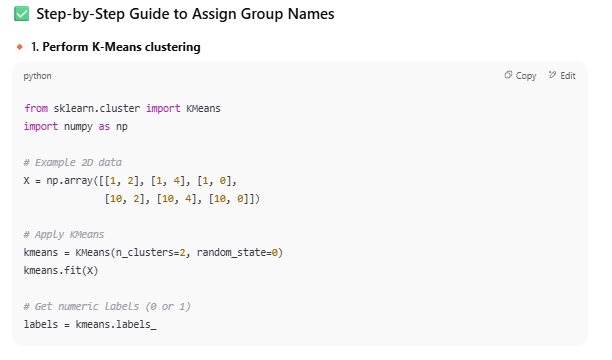 ✅ Step-by-Step Guide to Assign Group Names
🔸 1. Perform K-Means clustering
python Copy Edit
from sklearn.cluster import KMeans
import numpy as np
# Example 2D data
X = np.array([[1, 2], [1, 4], [1, 0],
              [10, 2], [10, 4], [10, 0]])
# Apply KMeans
kmeans = KMeans(n_clusters=2, random_state=0)
kmeans.fit(X)
# Get numeric labels (0 or 1)
labels = kmeans.labels_